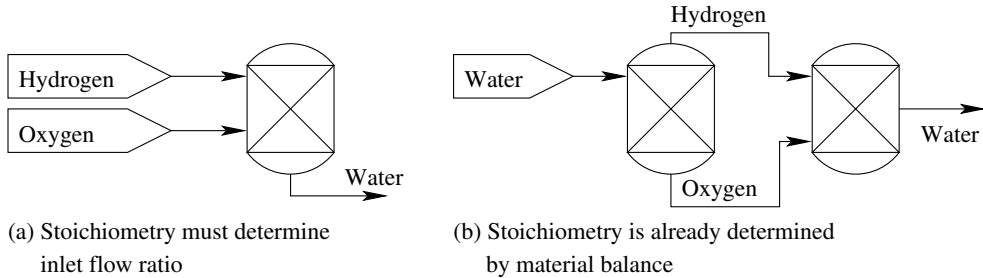 Hydrogen
Oxygen
Water
(a) Stoichiometry must determine
inlet flow ratio
Water
Hydrogen
Oxygen
Water
(b) Stoichiometry is already determined
by material balance